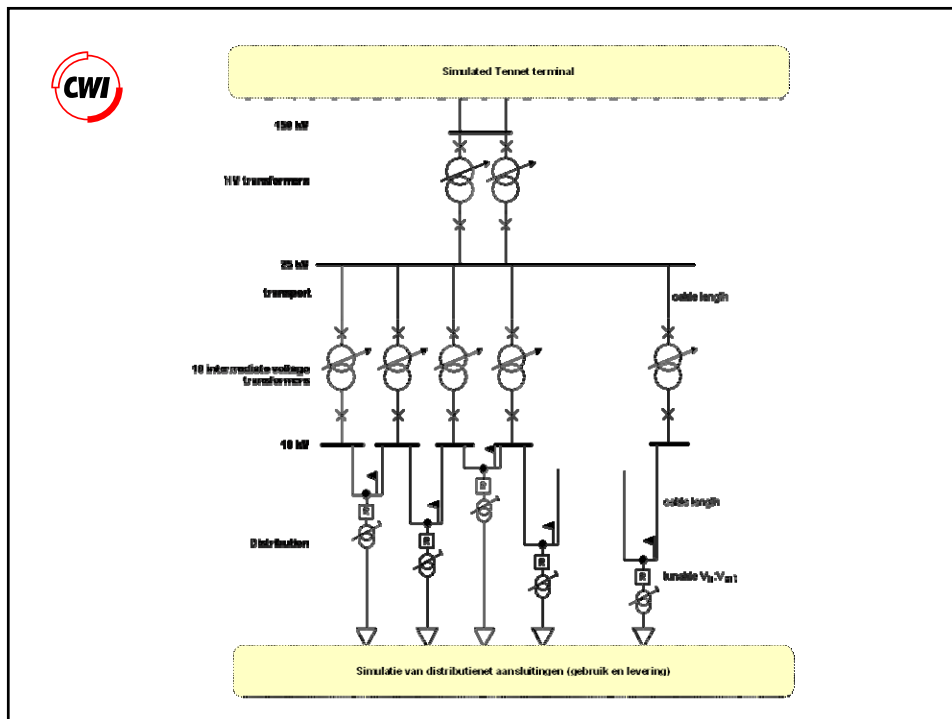 CWI
Simulated Tennet terminal
150 kV
HV transformers
25 kV
transport
cable length
10 intermediate voltage
transformers
10 kV
cable length
R
R
R
R
R
Distribution
tunable
Simulatie van distributienet aansluitingen (gebruik en levering)